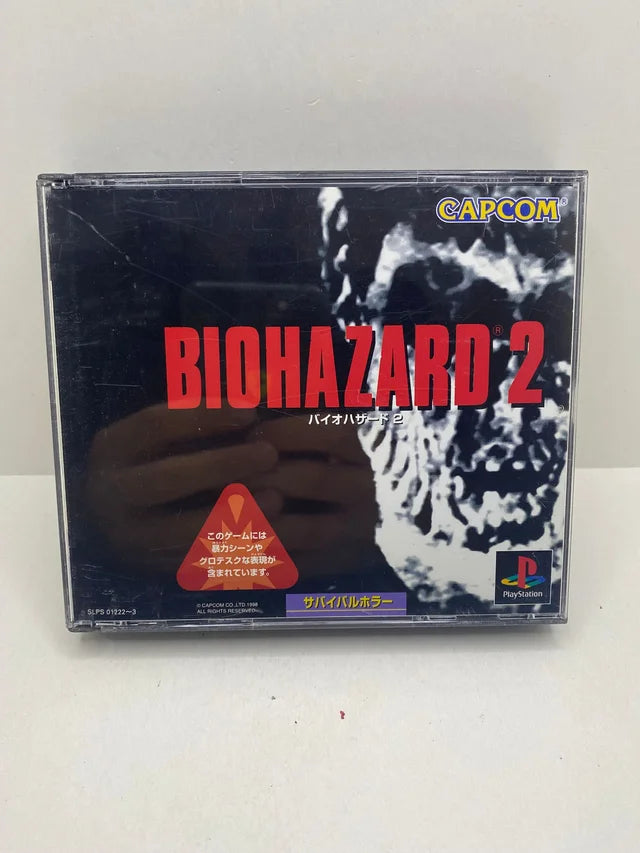 CAPCOM®
BIOHAZARD® 2
バイオハザード 2
このゲームには
暴力シーンや
グロテスクな表現が
含まれています。
SLPS 01222~3
© CAPCOM CO.,LTD 1998
ALL RIGHTS RESERVED.
サバイバルホラー
PlayStation